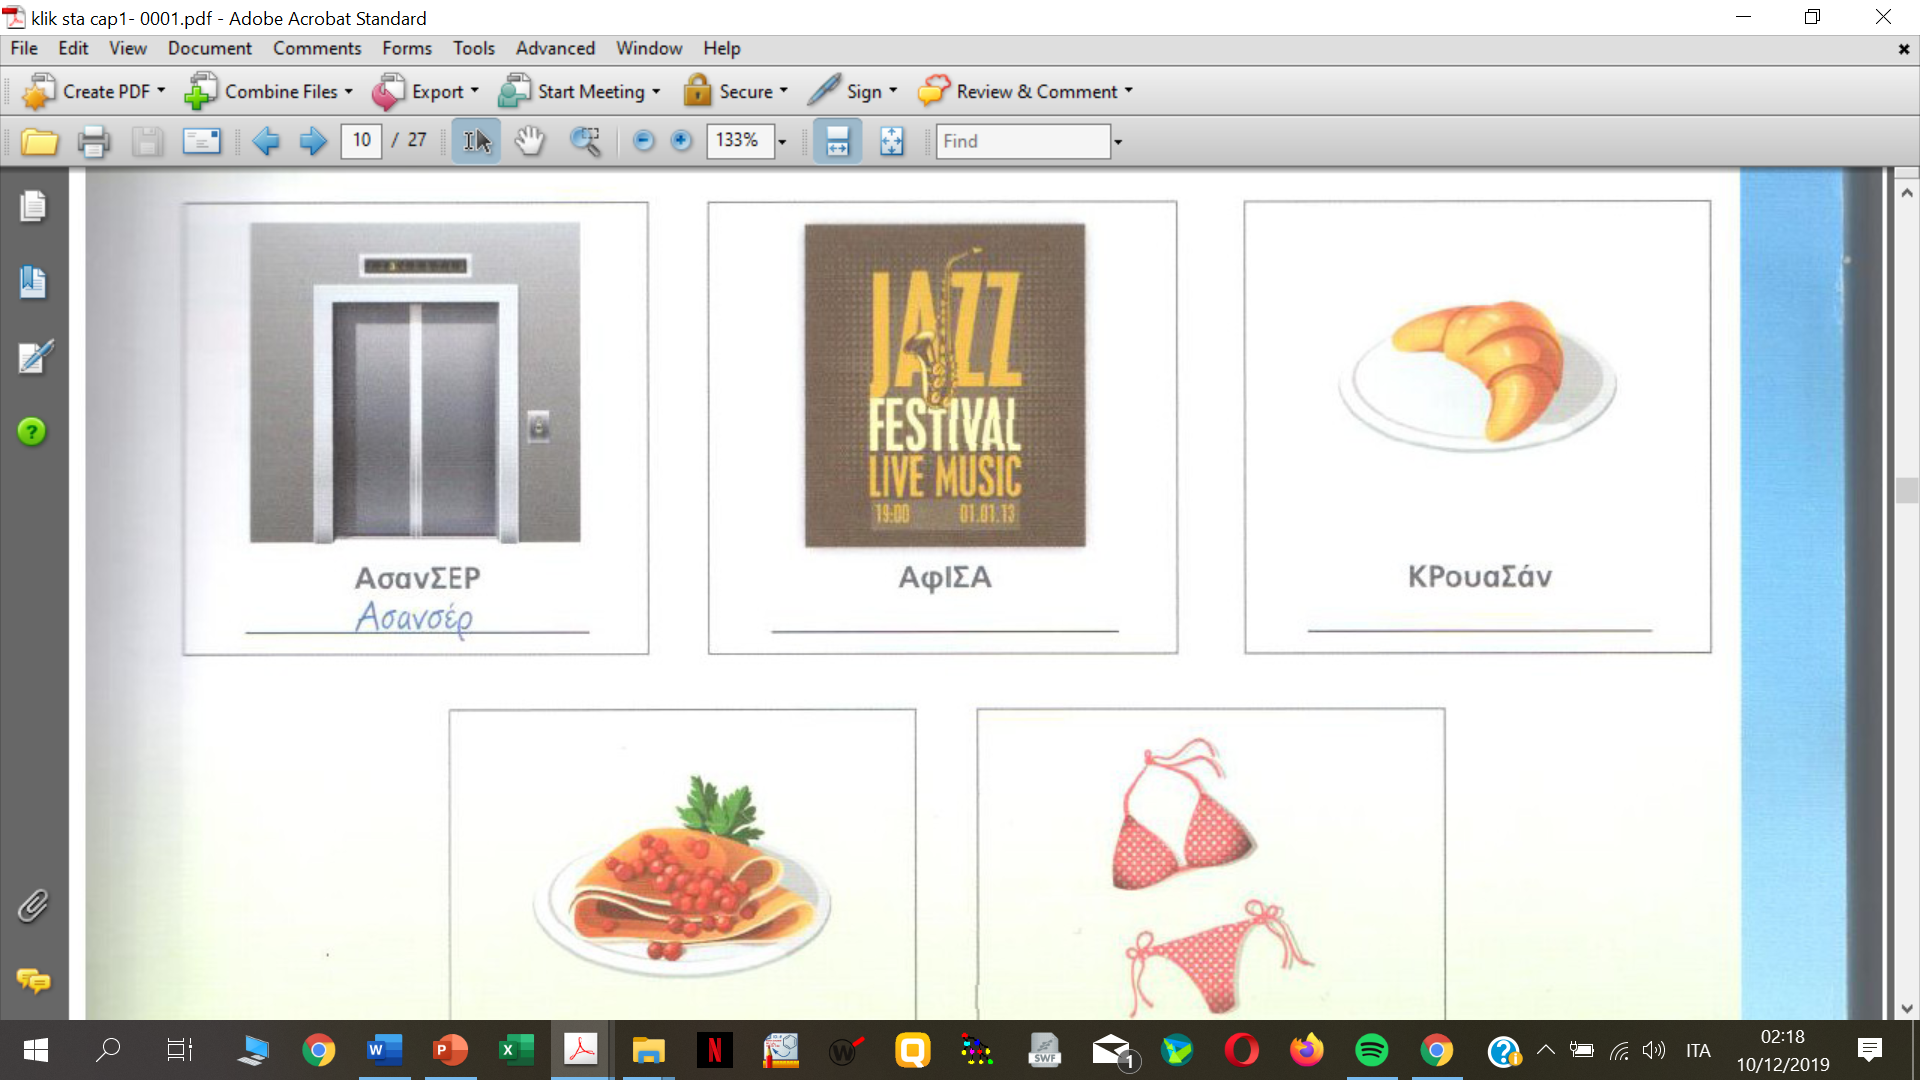 klik sta cap1- 0001.pdf - Adobe Acrobat Standard
File Edit View Document Comments Forms Tools Advanced Window Help
Create PDF Combine Files Export Start Meeting Secure Sign Review & Comment
10 / 27 133% Find
JAZZ
FESTIVAL
LIVE MUSIC
19:00 01.01.13
ΑσανΣΕΡ
Ασανσέρ
ΑφΙΣΑ
ΚΡουαΣάν
02:18
ITA
10/12/2019